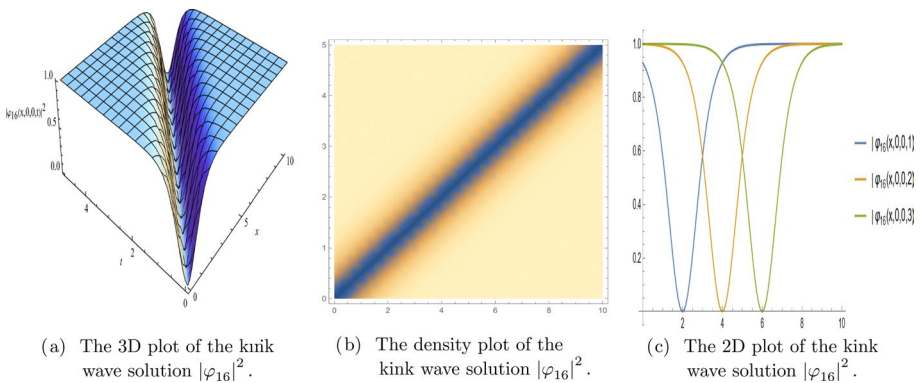 1.0
|φ₁₆(x,0,0,t)|²
0.5
0.0
4
t
2
0
0
5
x
10
5
4
3
2
1
0
0 2 4 6 8 10
1.0
0.8
0.6
0.4
0.2
2 4 6 8 10
| φ₁₆(x,0,0,1)|
| φ₁₆(x,0,0,2)|
| φ₁₆(x,0,0,3)|
(a) The 3D plot of the kink
wave solution |φ₁₆|².
(b) The density plot of the
kink wave solution |φ₁₆|².
(c) The 2D plot of the kink
wave solution |φ₁₆|².